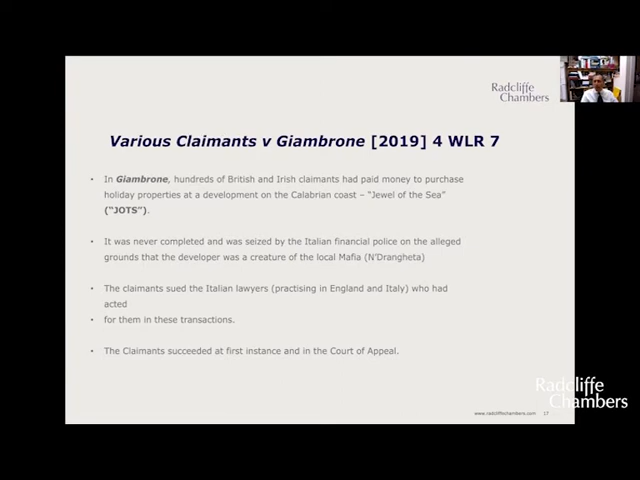 Radcliffe
Chambers
Various Claimants v Giambrone [2019] 4 WLR 7
• In Giambrone, hundreds of British and Irish claimants had paid money to purchase
holiday properties at a development on the Calabrian coast – “Jewel of the Sea”
(“JOTS”).
• It was never completed and was seized by the Italian financial police on the alleged
grounds that the developer was a creature of the local Mafia (N’Drangheta)
• The claimants sued the Italian lawyers (practising in England and Italy) who had
acted
• for them in these transactions.
• The Claimants succeeded at first instance and in the Court of Appeal.
Radcliffe
Chambers
www.radcliffechambers.com 17